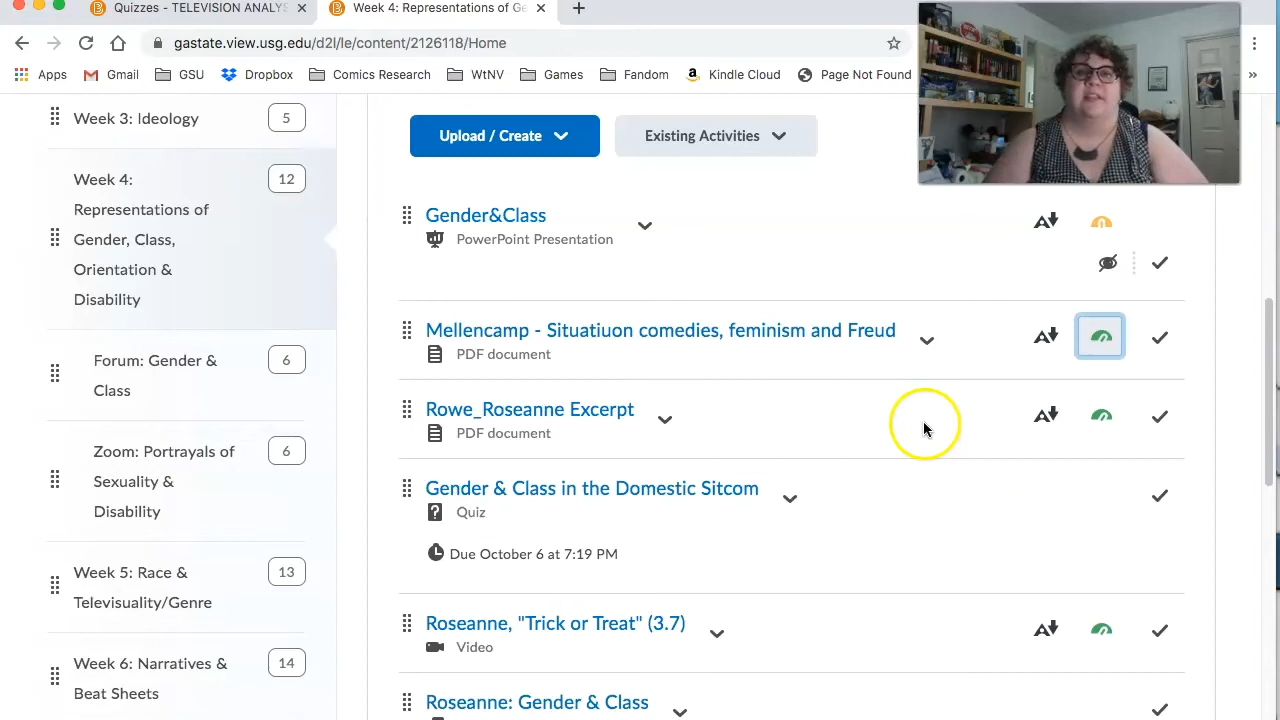 Quizzes - TELEVISION ANALYS
Week 4: Representations of Ge
gastate.view.usg.edu/d2l/le/content/2126118/Home
Apps
Gmail
GSU
Dropbox
Comics Research
WtNV
Games
Fandom
Kindle Cloud
Page Not Found
Week 3: Ideology
5
Week 4:
Representations of
Gender, Class,
Orientation &
Disability
12
Forum: Gender &
Class
6
Zoom: Portrayals of
Sexuality &
Disability
6
Week 5: Race &
Televisuality/Genre
13
Week 6: Narratives &
Beat Sheets
14
Upload / Create
Existing Activities
Gender&Class
PowerPoint Presentation
Mellencamp - Situatiuon comedies, feminism and Freud
PDF document
Rowe_Roseanne Excerpt
PDF document
Gender & Class in the Domestic Sitcom
Quiz
Due October 6 at 7:19 PM
Roseanne, "Trick or Treat" (3.7)
Video
Roseanne: Gender & Class